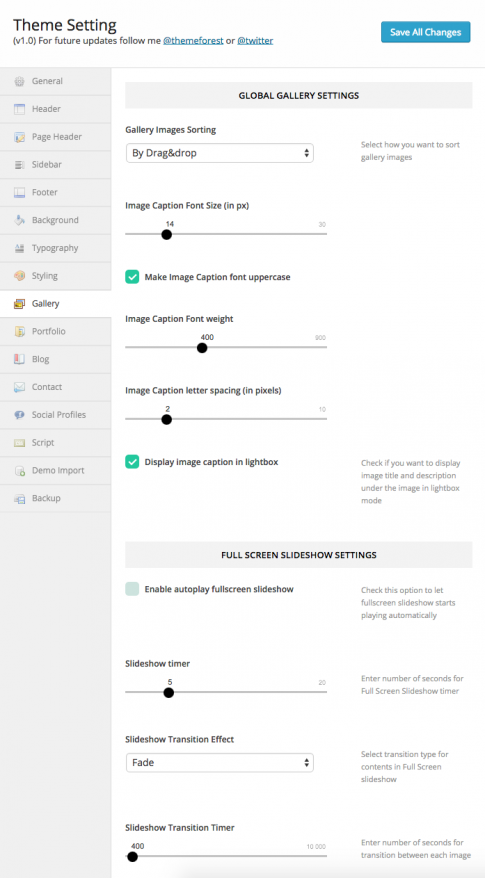 Theme Setting
(v1.0) For future updates follow me @themeforest or @twitter
Save All Changes
General
Header
Page Header
Sidebar
Footer
Background
Typography
Styling
Gallery
Portfolio
Blog
Contact
Social Profiles
Script
Demo Import
Backup
GLOBAL GALLERY SETTINGS
Gallery Images Sorting
By Drag&drop
Select how you want to sort
gallery images
Image Caption Font Size (in px)
14
30
Make Image Caption font uppercase
Image Caption Font weight
400
900
Image Caption letter spacing (in pixels)
2
10
Display image caption in lightbox
Check if you want to display
image title and description
under the image in lightbox
mode
FULL SCREEN SLIDESHOW SETTINGS
Enable autoplay fullscreen slideshow
Check this option to let
fullscreen slideshow starts
playing automatically
Slideshow timer
5
20
Enter number of seconds for
Full Screen Slideshow timer
Slideshow Transition Effect
Fade
Select transition type for
contents in Full Screen
slideshow
Slideshow Transition Timer
400
10 000
Enter number of seconds for
transition between each image